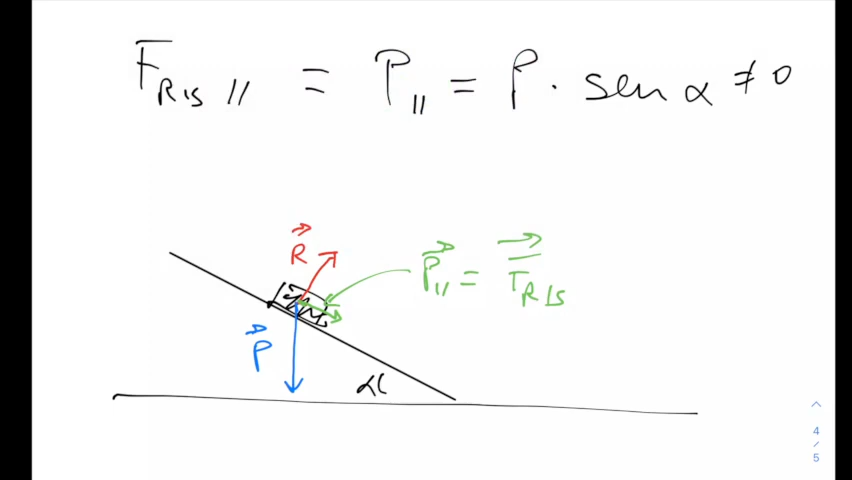 F_RIS // = P_// = P · sen α ≠ 0
R⃗
P⃗_// = F⃗_RIS
P⃗
α
4
/
5